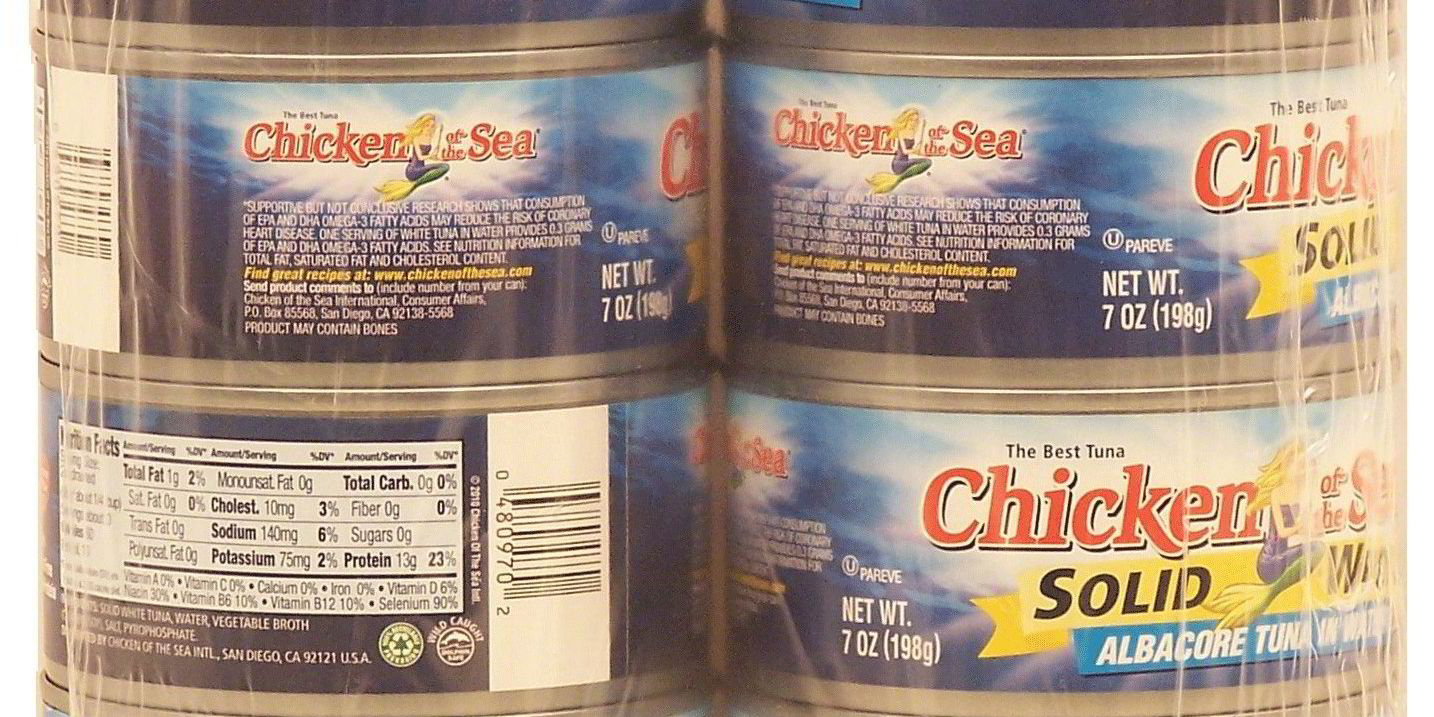 The Best Tuna
Chicken of the Sea
*SUPPORTIVE BUT NOT CONCLUSIVE RESEARCH SHOWS THAT CONSUMPTION
OF EPA AND DHA OMEGA-3 FATTY ACIDS MAY REDUCE THE RISK OF CORONARY
HEART DISEASE. ONE SERVING OF WHITE TUNA IN WATER PROVIDES 0.3 GRAMS
OF EPA AND DHA OMEGA-3 FATTY ACIDS. SEE NUTRITION INFORMATION FOR
TOTAL FAT, SATURATED FAT AND CHOLESTEROL CONTENT.
Find great recipes at: www.chickenofthesea.com
Send product comments to (include number from your can):
Chicken of the Sea International, Consumer Affairs,
P.O. Box 85568, San Diego, CA 92138-5568
PRODUCT MAY CONTAIN BONES
U PAREVE
NET WT.
7 OZ (198g)
The Best Tuna
Chicken of the Sea
CONCLUSIVE RESEARCH SHOWS THAT CONSUMPTION
OMEGA-3 FATTY ACIDS MAY REDUCE THE RISK OF CORONARY
ONE SERVING OF WHITE TUNA IN WATER PROVIDES 0.3 GRAMS
DHA OMEGA-3 FATTY ACIDS. SEE NUTRITION INFORMATION FOR
SATURATED FAT AND CHOLESTEROL CONTENT.
great recipes at: www.chickenofthesea.com
product comments to (include number from your can):
of the Sea International, Consumer Affairs,
Box 85568, San Diego, CA 92138-5568
PRODUCT MAY CONTAIN BONES
U PAREVE
NET WT.
7 OZ (198g)
The Best Tuna
Chick
SOLI
Facts
Amount/Serving %DV* Amount/Serving %DV* Amount/Serving %DV*
Total Fat 1g 2% Monounsat. Fat 0g Total Carb. 0g 0%
Sat. Fat 0g 0% Cholest. 10mg 3% Fiber 0g 0%
Trans Fat 0g Sodium 140mg 6% Sugars 0g
Polyunsat. Fat 0g Potassium 75mg 2% Protein 13g 23%
Vitamin A 0% • Vitamin C 0% • Calcium 0% • Iron 0% • Vitamin D 6%
Niacin 30% • Vitamin B6 10% • Vitamin B12 10% • Selenium 90%
SOLID WHITE TUNA, WATER, VEGETABLE BROTH
SALT, PYROPHOSPHATE.
BY CHICKEN OF THE SEA INTL., SAN DIEGO, CA 92121 U.S.A.
WILD CAUGHT
DOLPHIN SAFE
© 2010 Chicken Of The Sea Int.
0 480970 2
Sea
U PAREVE
NET WT.
7 OZ (198g)
The Best Tuna
Chicken of the S
SOLID
ALBACORE TUNA IN WAT